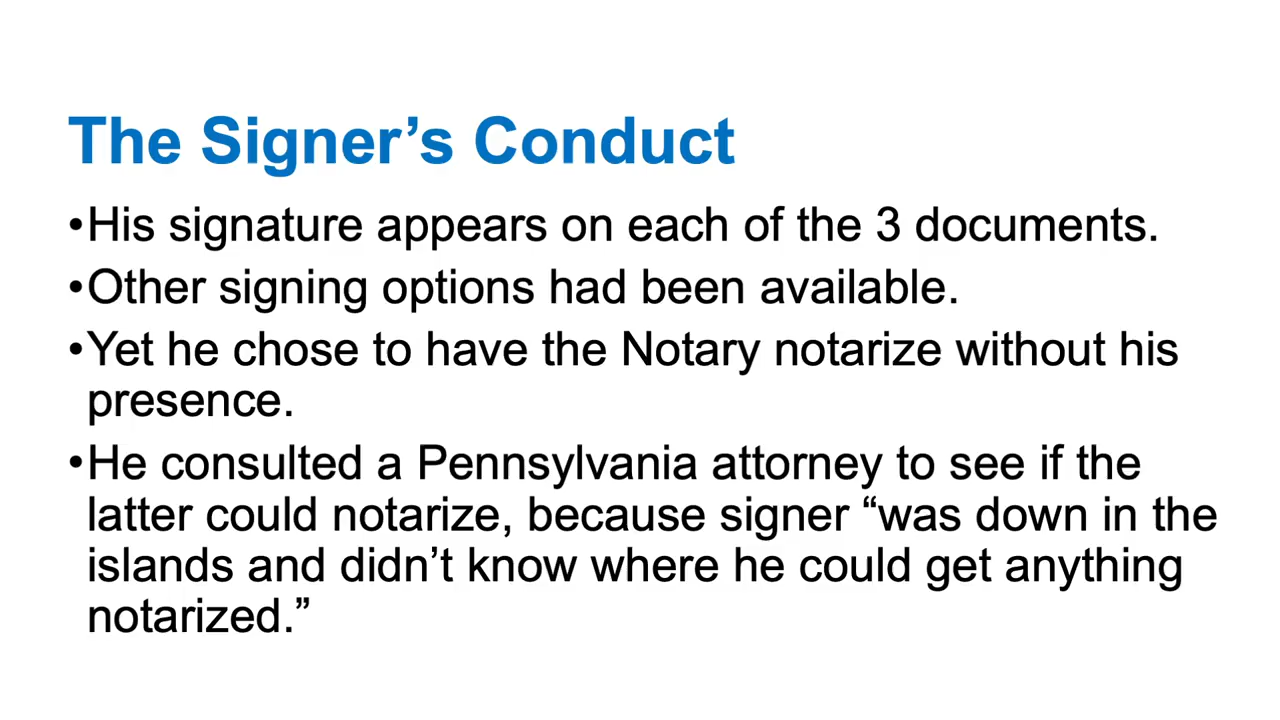 The Signer’s Conduct
•His signature appears on each of the 3 documents.
•Other signing options had been available.
•Yet he chose to have the Notary notarize without his
presence.
•He consulted a Pennsylvania attorney to see if the
latter could notarize, because signer “was down in the
islands and didn’t know where he could get anything
notarized.”